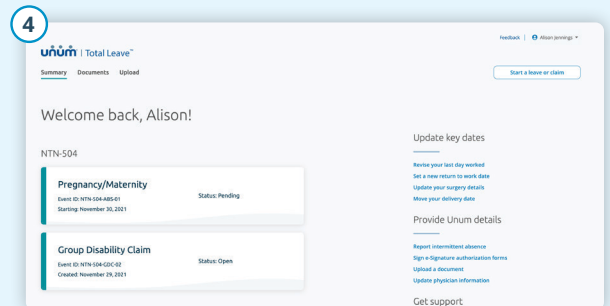 4
Feedback | Alison Jennings
unum | Total Leave™
Summary Documents Upload
Start a leave or claim
Welcome back, Alison!
NTN-504
Pregnancy/Maternity
Event ID: NTN-504-ABS-01
Starting: November 30, 2021
Status: Pending
Group Disability Claim
Event ID: NTN-504-GDC-02
Created: November 29, 2021
Status: Open
Update key dates
Revise your last day worked
Set a new return to work date
Update your surgery details
Move your delivery date
Provide Unum details
Report intermittent absence
Sign e-Signature authorization forms
Upload a document
Update physician information
Get support